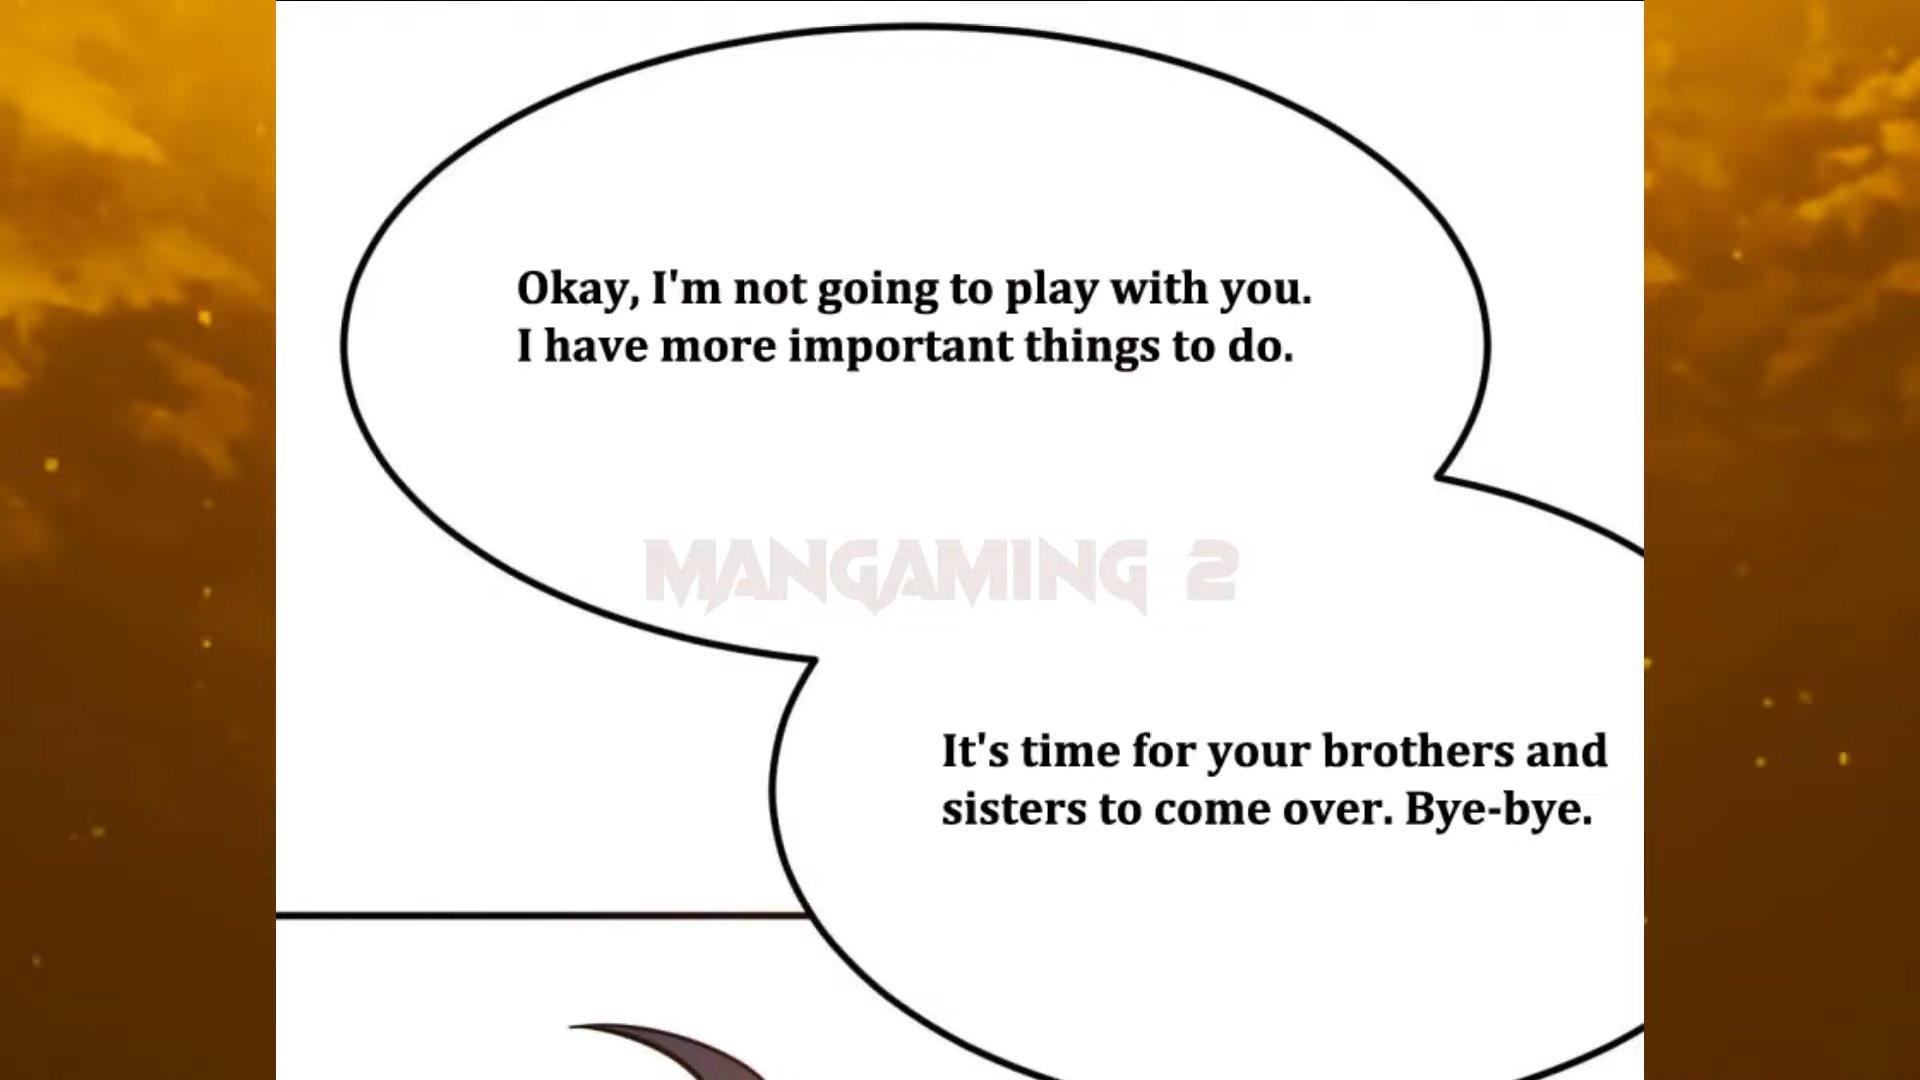 Okay, I'm not going to play with you.
I have more important things to do.
MANGAMING 2
It's time for your brothers and
sisters to come over. Bye-bye.